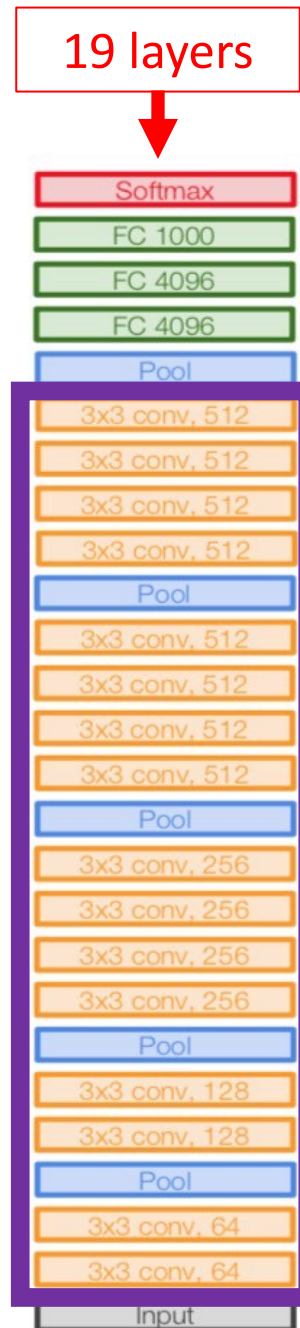 19 layers
Softmax
FC 1000
FC 4096
FC 4096
Pool
3x3 conv, 512
3x3 conv, 512
3x3 conv, 512
3x3 conv, 512
Pool
3x3 conv, 512
3x3 conv, 512
3x3 conv, 512
3x3 conv, 512
Pool
3x3 conv, 256
3x3 conv, 256
3x3 conv, 256
3x3 conv, 256
Pool
3x3 conv, 128
3x3 conv, 128
Pool
3x3 conv, 64
3x3 conv, 64
Input